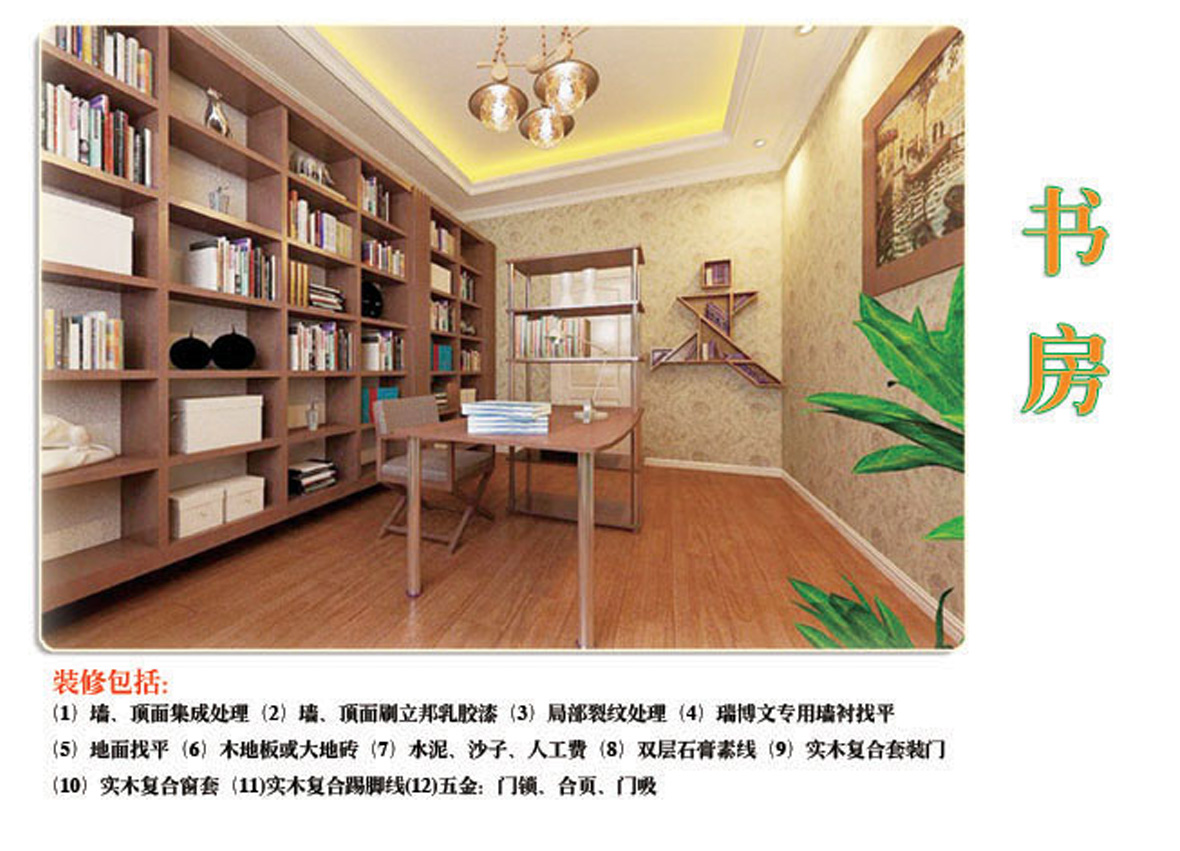 书房
装修包括:
(1) 墙、顶面集成处理 (2) 墙、顶面刷立邦乳胶漆 (3) 局部裂纹处理 (4) 瑞博文专用墙衬找平
(5) 地面找平 (6) 木地板或大地砖 (7) 水泥、沙子、人工费 (8) 双层石膏素线 (9) 实木复合套装门
(10) 实木复合窗套 (11)实木复合踢脚线(12)五金：门锁、合页、门吸